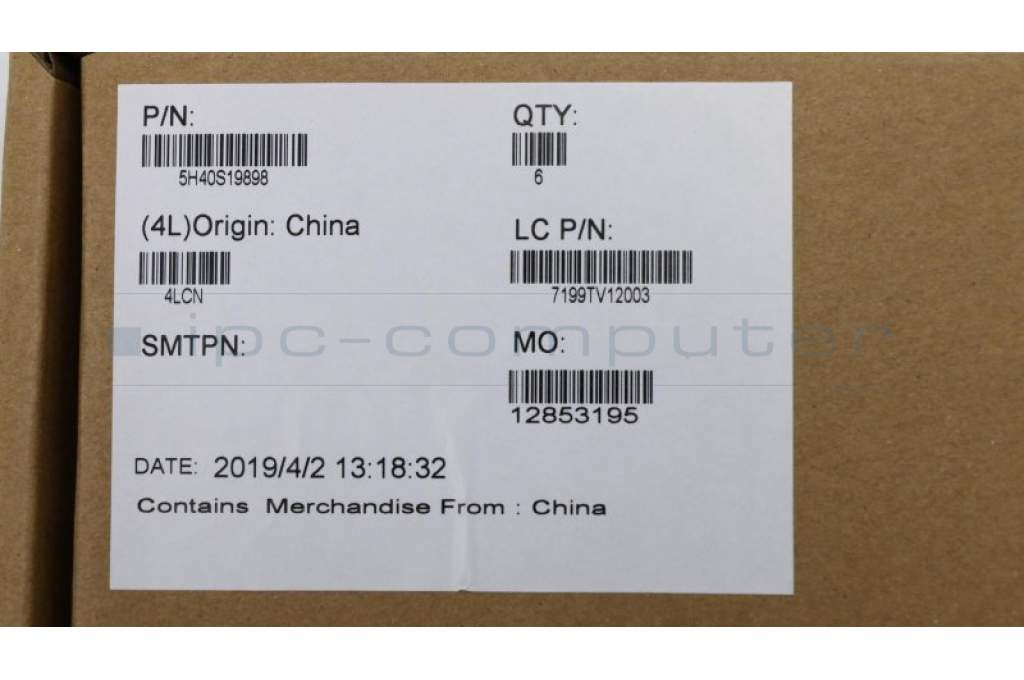 P/N:
5H40S19898
QTY:
6
(4L)Origin: China
4LCN
LC P/N:
7199TV12003
SMTPN:
MO:
12853195
ipc-computer
DATE: 2019/4/2 13:18:32
Contains Merchandise From : China